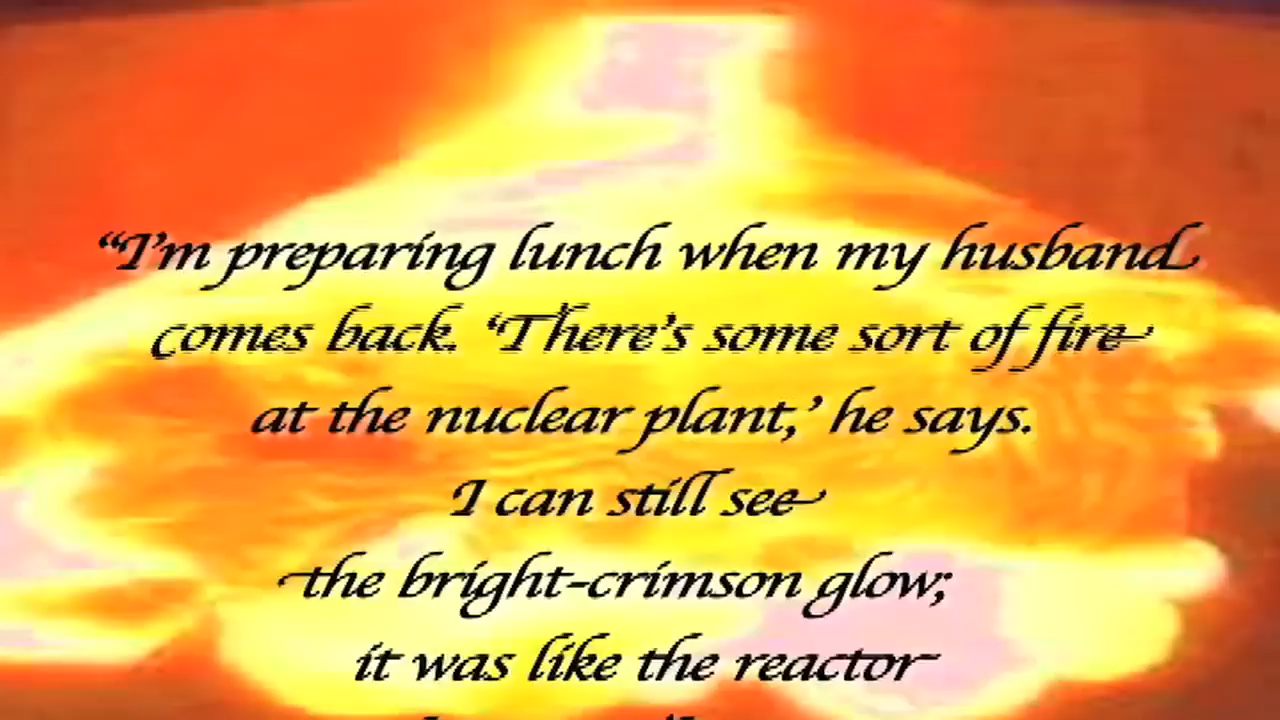 “I’m preparing lunch when my husband
comes back. ‘There’s some sort of fire
at the nuclear plant,’ he says.
I can still see
the bright-crimson glow;
it was like the reactor